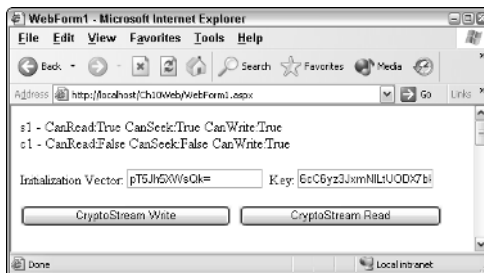 WebForm1 - Microsoft Internet Explorer
File Edit View Favorites Tools Help
Back Search Favorites Media
Address http://localhost/Ch10Web/WebForm1.aspx Go Links »
s1 - CanRead:True CanSeek:True CanWrite:True
c1 - CanRead:False CanSeek:False CanWrite:True
Initialization Vector: Key:
CryptoStream Write CryptoStream Read
Done Local intranet